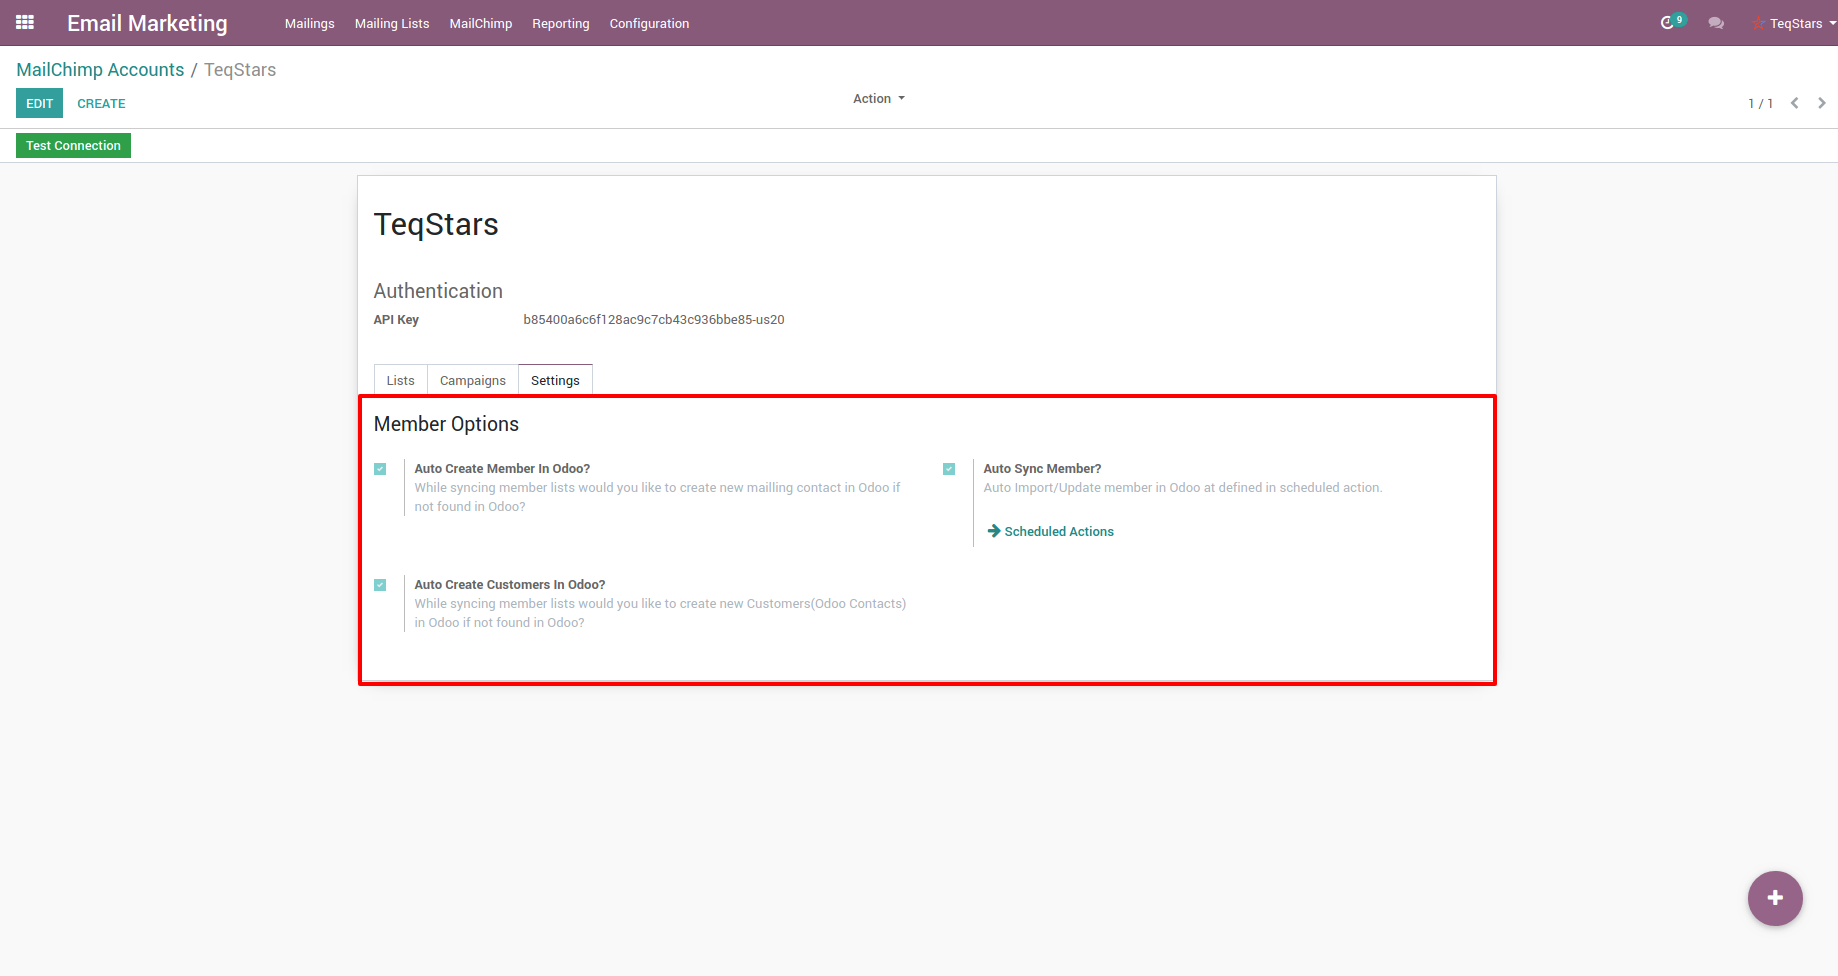 Email Marketing
Mailings
Mailing Lists
MailChimp
Reporting
Configuration
9
TeqStars
MailChimp Accounts / TeqStars
EDIT
CREATE
Action
1 / 1
Test Connection
TeqStars
Authentication
API Key
b85400a6c6f128ac9c7cb43c936bbe85-us20
Lists
Campaigns
Settings
Member Options
Auto Create Member In Odoo?
While syncing member lists would you like to create new mailling contact in Odoo if
not found in Odoo?
Auto Sync Member?
Auto Import/Update member in Odoo at defined in scheduled action.
Scheduled Actions
Auto Create Customers In Odoo?
While syncing member lists would you like to create new Customers(Odoo Contacts)
in Odoo if not found in Odoo?